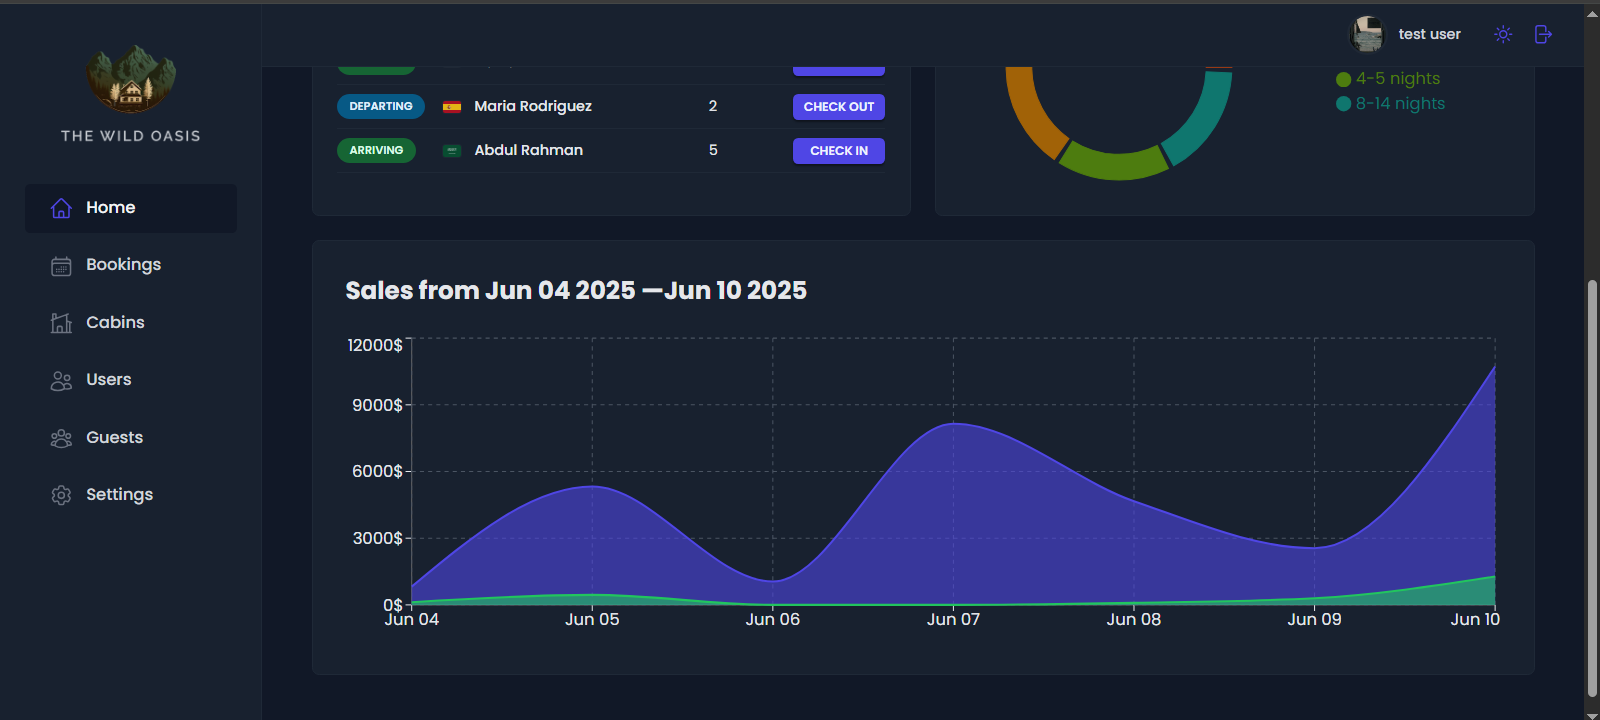 test user
THE WILD OASIS
Home
Bookings
Cabins
Users
Guests
Settings
DEPARTING Maria Rodriguez 2 CHECK OUT
ARRIVING Abdul Rahman 5 CHECK IN
4-5 nights
8-14 nights
Sales from Jun 04 2025 —Jun 10 2025
12000$
9000$
6000$
3000$
0$
Jun 04 Jun 05 Jun 06 Jun 07 Jun 08 Jun 09 Jun 10